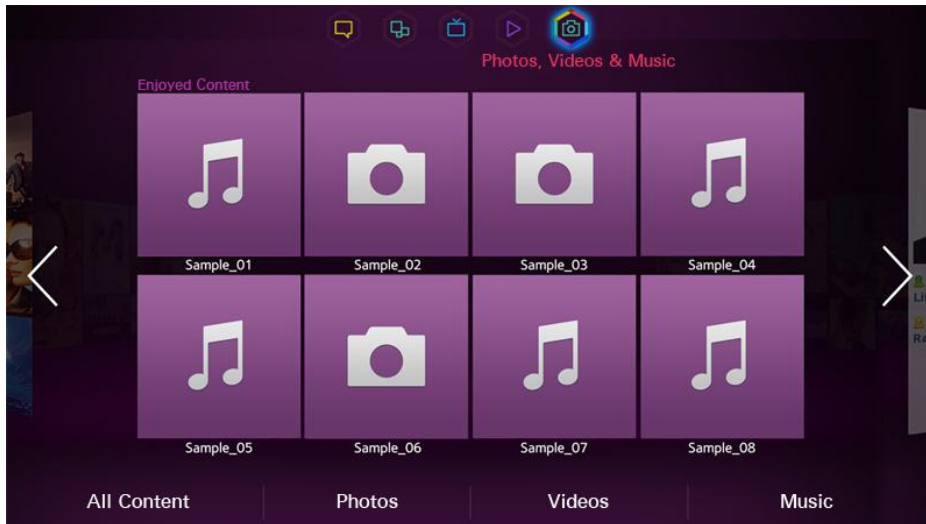 Photos, Videos & Music
Enjoyed Content
Sample_01
Sample_02
Sample_03
Sample_04
Sample_05
Sample_06
Sample_07
Sample_08
All Content
Photos
Videos
Music